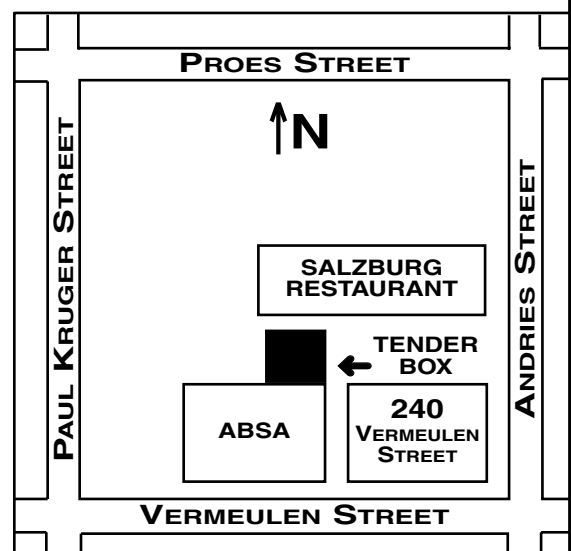 PROES STREET
N
PAUL KRUGER STREET
ANDRIES STREET
SALZBURG
RESTAURANT
TENDER
BOX
ABSA
240
VERMEULEN
STREET
VERMEULEN STREET